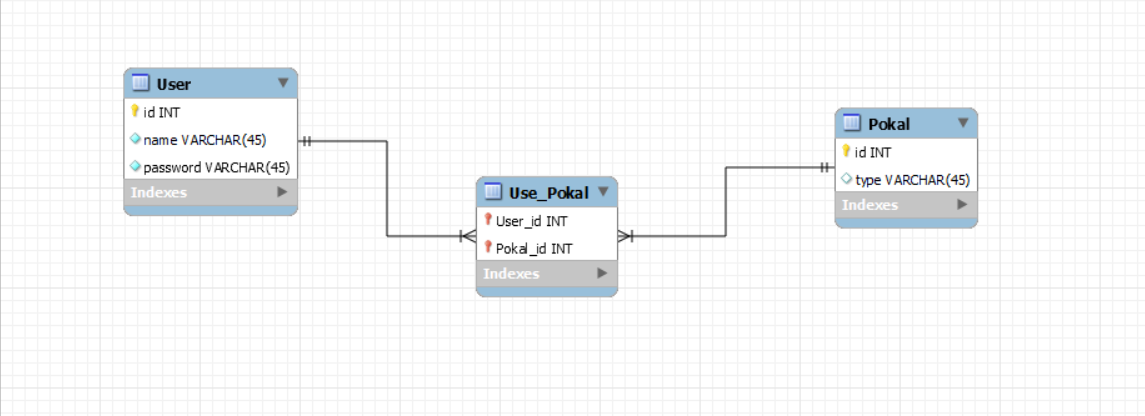 User
id INT
name VARCHAR(45)
password VARCHAR(45)
Indexes
Use_Pokal
User_id INT
Pokal_id INT
Indexes
Pokal
id INT
type VARCHAR(45)
Indexes